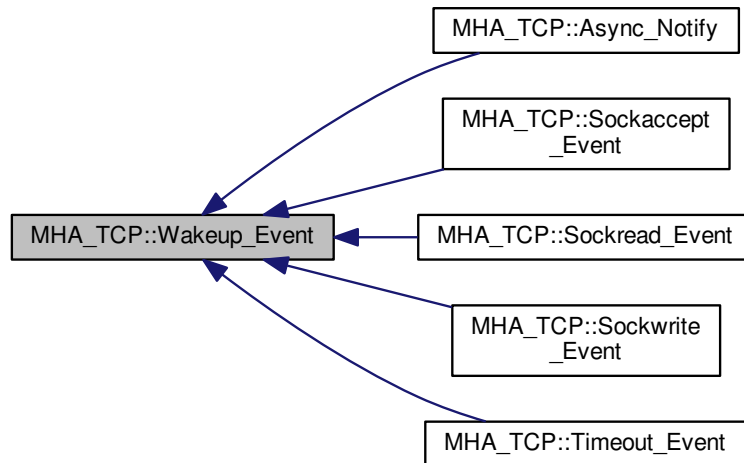 MHA_TCP::Async_Notify
MHA_TCP::Sockaccept
_Event
MHA_TCP::Wakeup_Event
MHA_TCP::Sockread_Event
MHA_TCP::Sockwrite
_Event
MHA_TCP::Timeout_Event